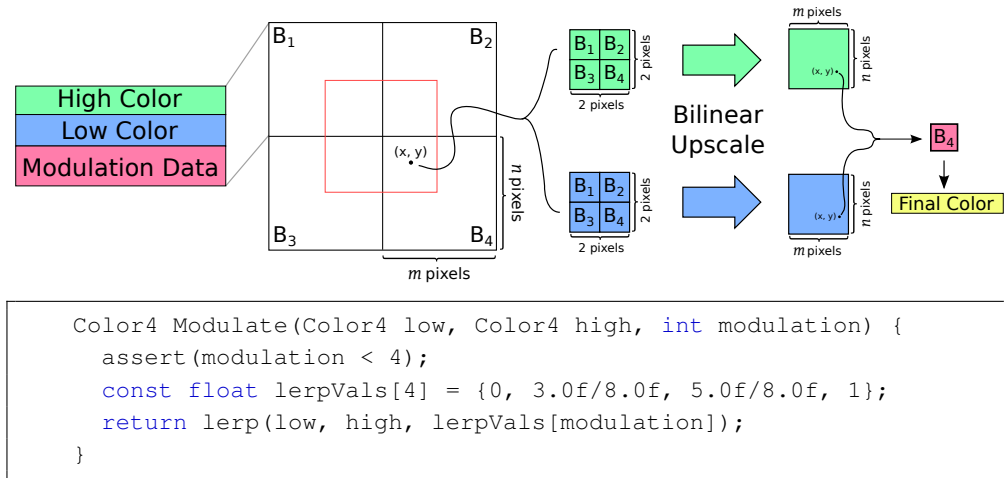 High Color
Low Color
Modulation Data
B1
B2
B3
B4
(x, y)
n pixels
m pixels
B1 B2
B3 B4
2 pixels
2 pixels
B1 B2
B3 B4
2 pixels
2 pixels
Bilinear
Upscale
m pixels
n pixels
(x, y)
(x, y)
n pixels
m pixels
B4
Final Color
Color4 Modulate(Color4 low, Color4 high, int modulation) {
assert(modulation < 4);
const float lerpVals[4] = {0, 3.0f/8.0f, 5.0f/8.0f, 1};
return lerp(low, high, lerpVals[modulation]);
}